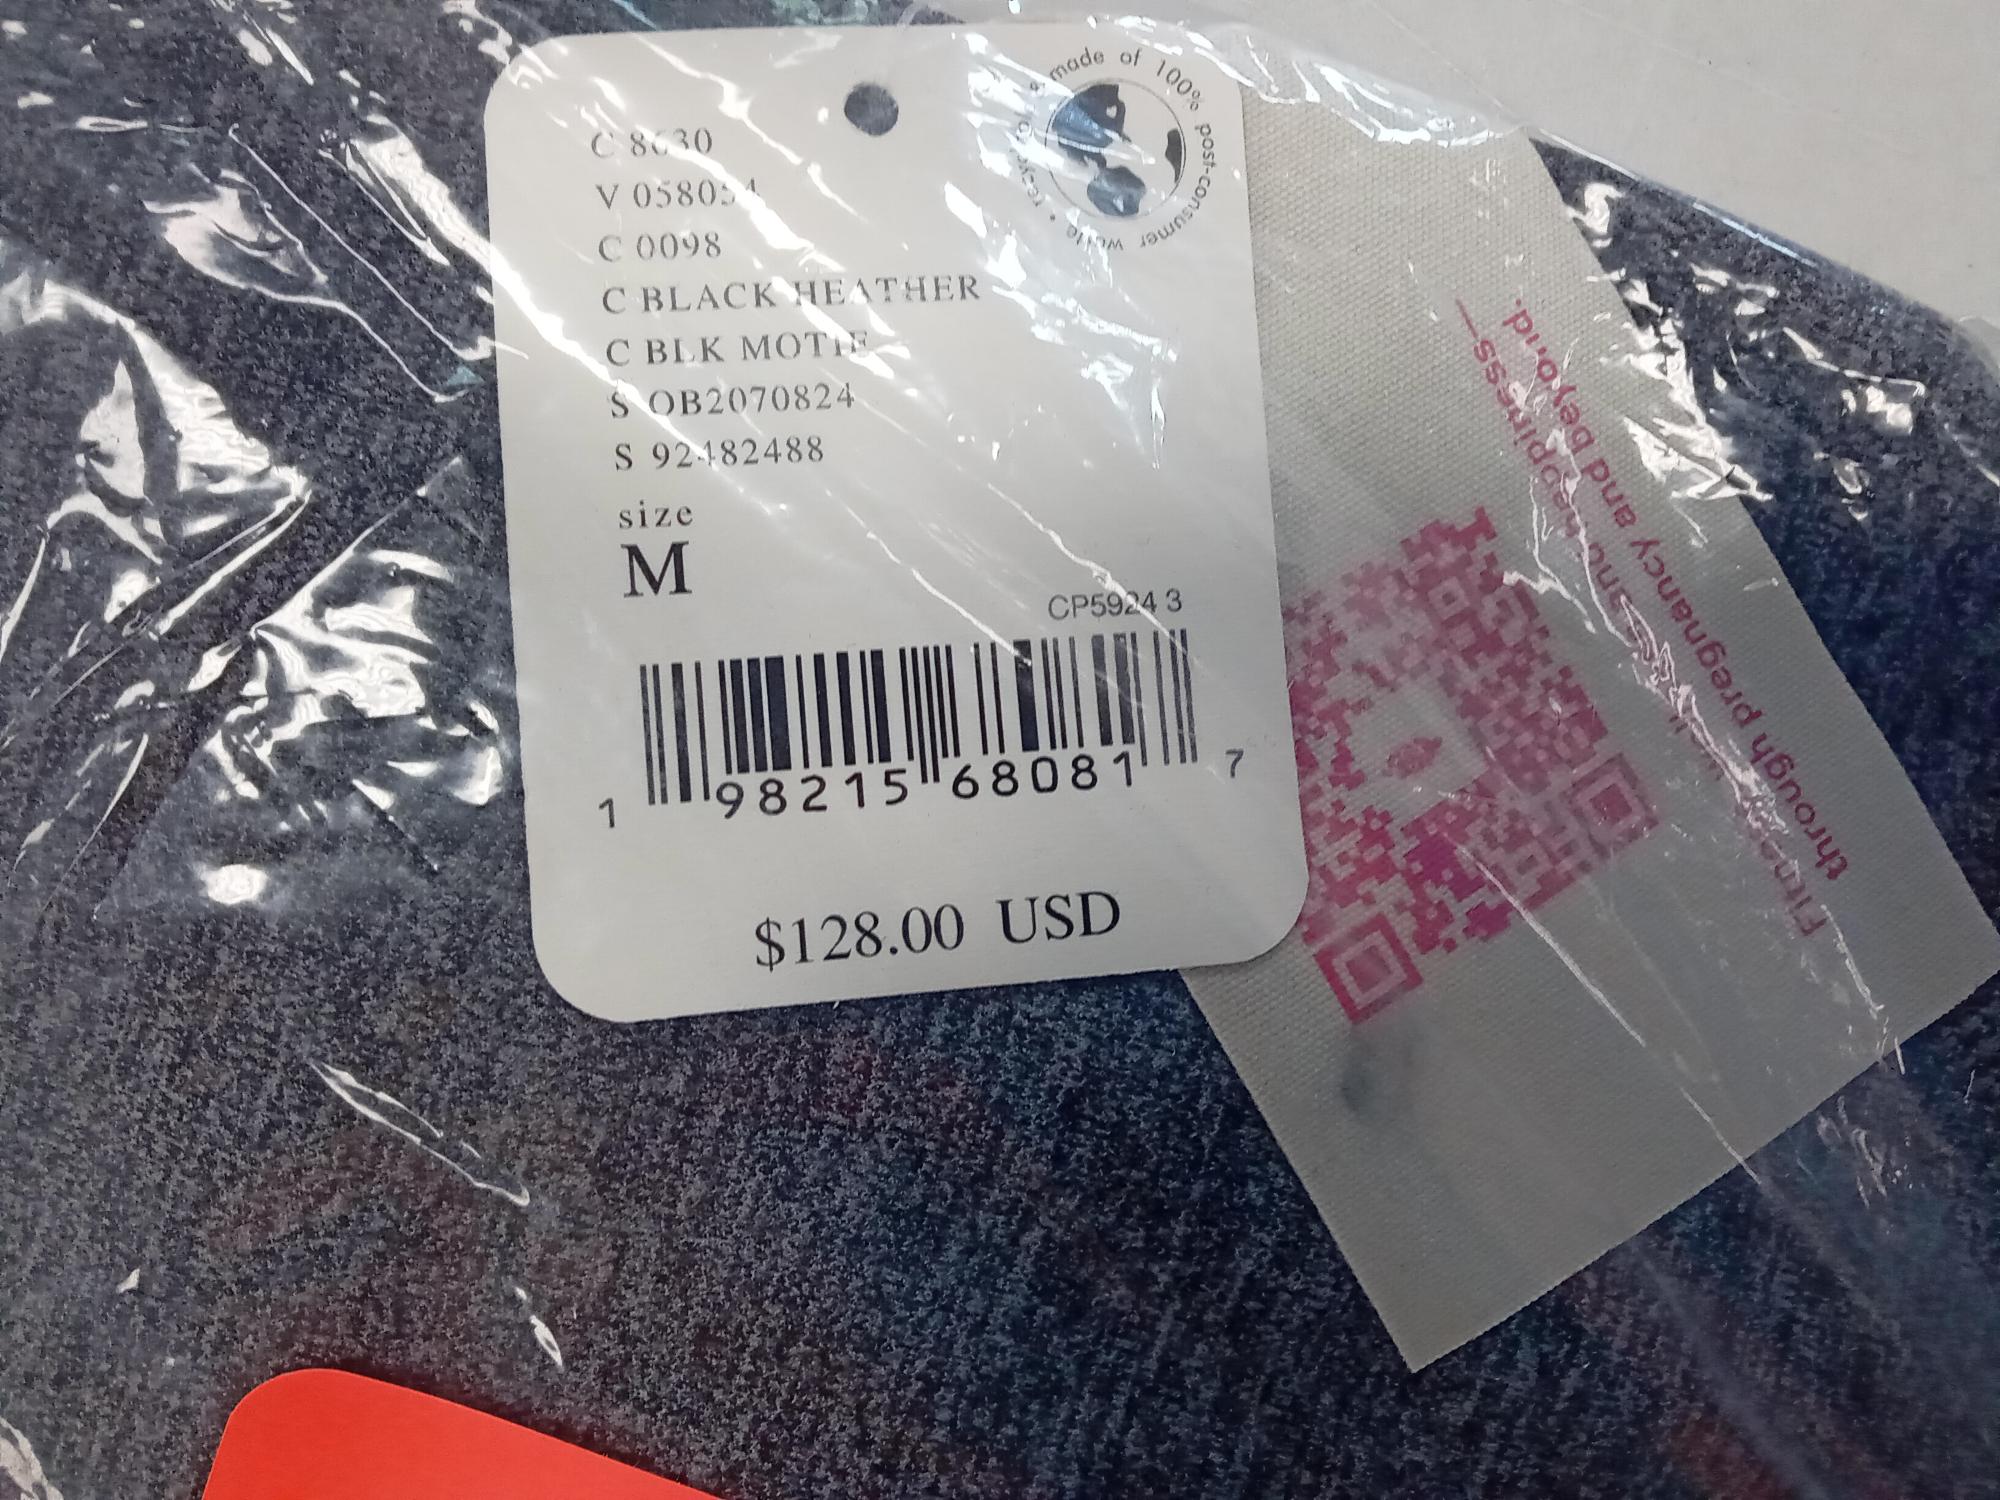 recyclable & made of 100% post-consumer waste •
C 8630
V 058054
C 0098
C BLACK HEATHER
C BLK MOTIF
S OB2070824
S 92482488
size
M
CP5924 3
1 98215 68081 7
$128.00 USD
through pregnancy and beyond.